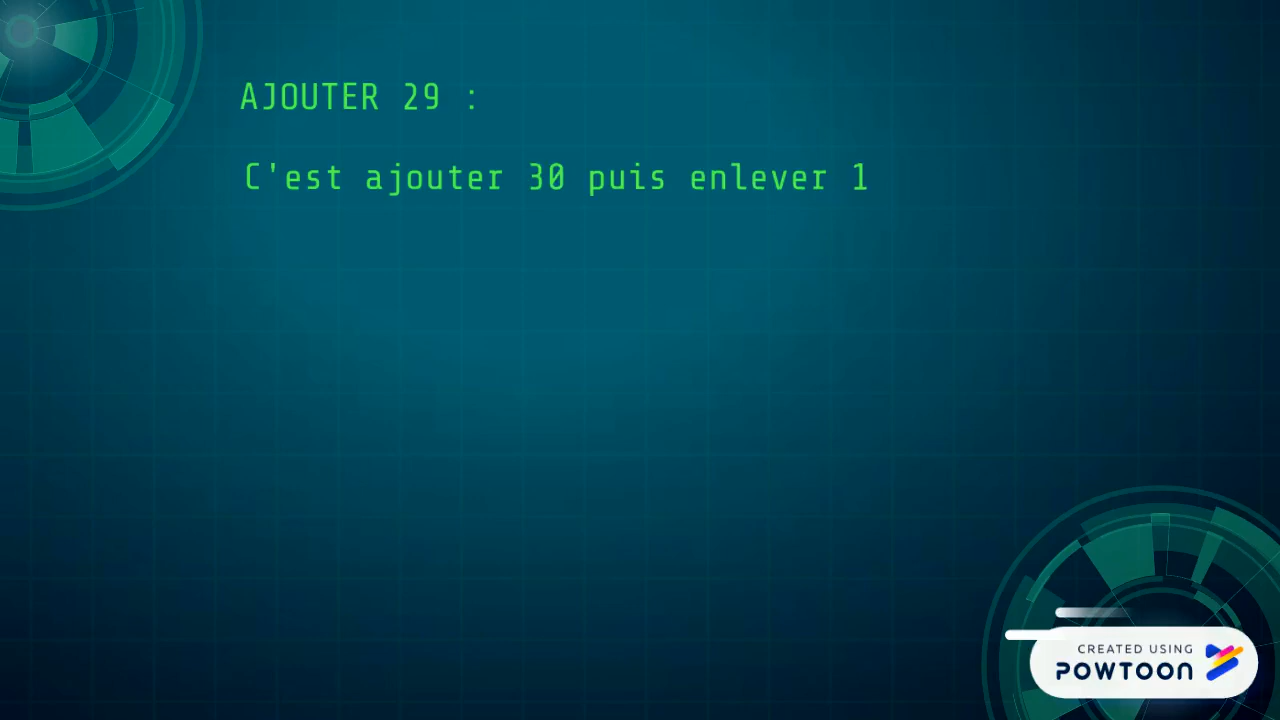 AJOUTER 29 :
C'est ajouter 30 puis enlever 1
CREATED USING
POWTOON